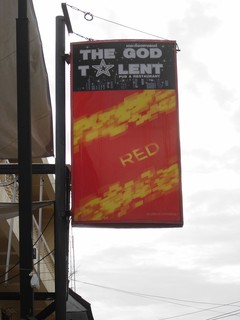 THE GOD
T★LENT
PUB & RESTAURANT
RED